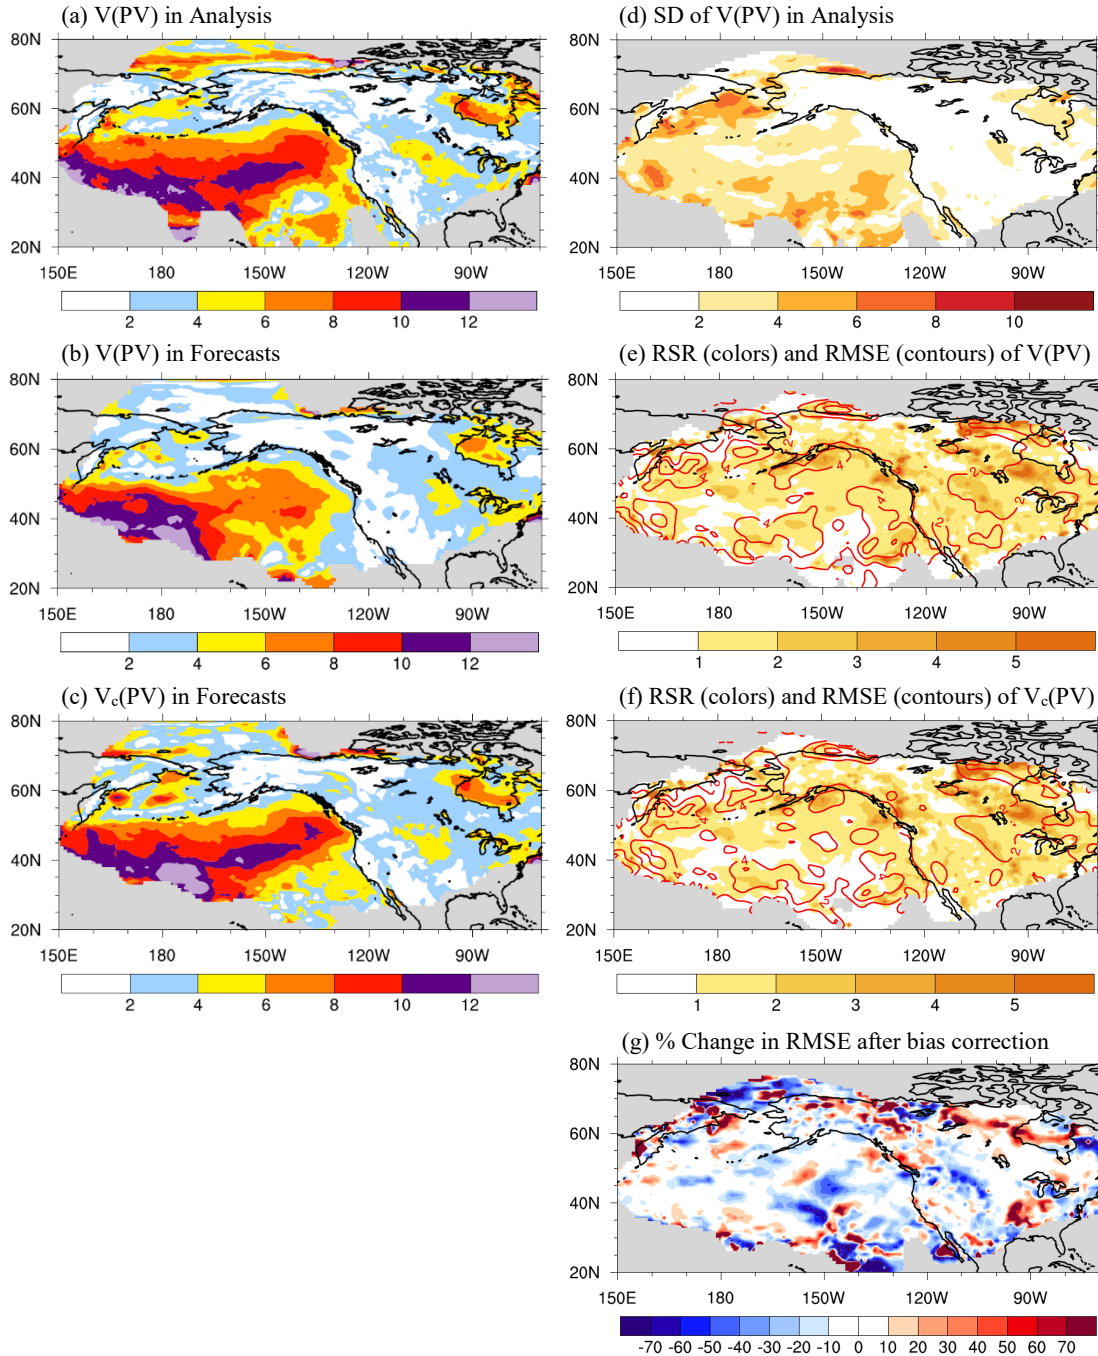 (a) V(PV) in Analysis
80N
60N
40N
20N
150E 180 150W 120W 90W
2 4 6 8 10 12
(b) V(PV) in Forecasts
80N
60N
40N
20N
150E 180 150W 120W 90W
2 4 6 8 10 12
(c) Vc(PV) in Forecasts
80N
60N
40N
20N
150E 180 150W 120W 90W
2 4 6 8 10 12
(d) SD of V(PV) in Analysis
80N
60N
40N
20N
150E 180 150W 120W 90W
2 4 6 8 10
(e) RSR (colors) and RMSE (contours) of V(PV)
80N
60N
40N
20N
150E 180 150W 120W 90W
1 2 3 4 5
(f) RSR (colors) and RMSE (contours) of Vc(PV)
80N
60N
40N
20N
150E 180 150W 120W 90W
1 2 3 4 5
(g) % Change in RMSE after bias correction
80N
60N
40N
20N
150E 180 150W 120W 90W
-70 -60 -50 -40 -30 -20 -10 0 10 20 30 40 50 60 70